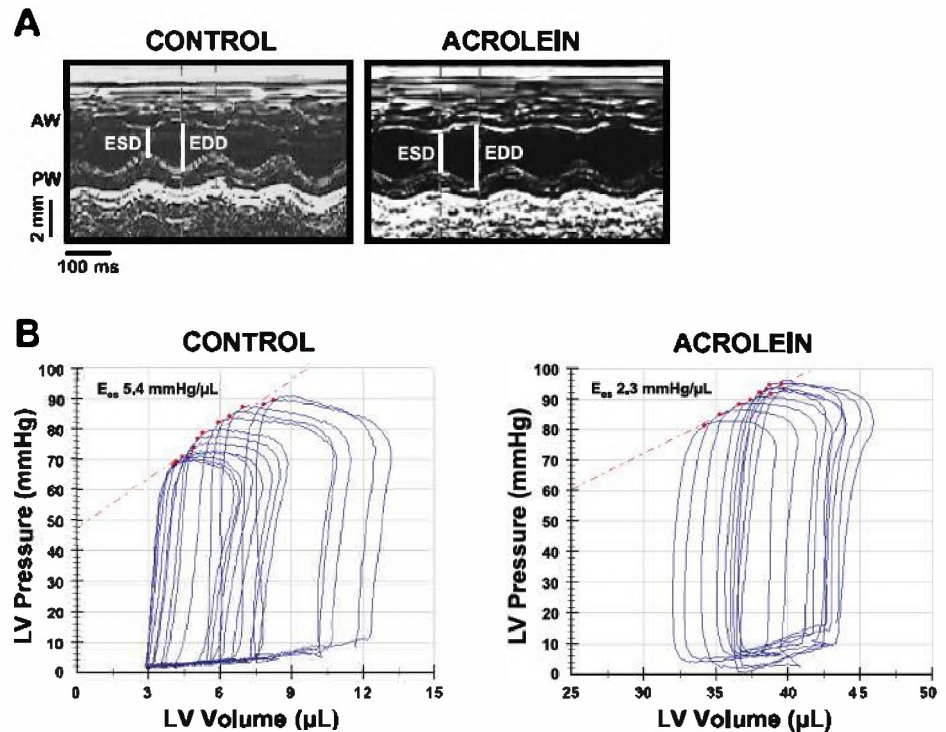 A
CONTROL
ACROLEIN
AW
ESD
EDD
ESD
EDD
PW
2 mm
100 ms
B
CONTROL
ACROLEIN
Ees 5.4 mmHg/µL
Ees 2.3 mmHg/µL
LV Pressure (mmHg)
100
90
80
70
60
50
40
30
20
10
0
0 3 6 9 12 15
LV Volume (µL)
LV Pressure (mmHg)
100
90
80
70
60
50
40
30
20
10
0
25 30 35 40 45 50
LV Volume (µL)